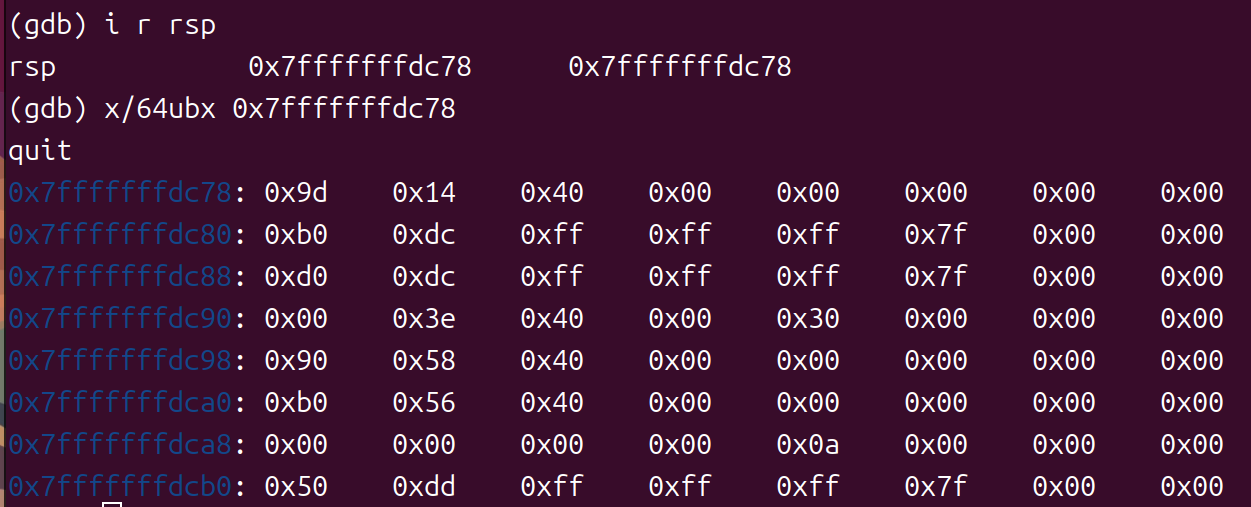 (gdb) i r rsp
rsp            0x7fffffffdc78      0x7fffffffdc78
(gdb) x/64ubx 0x7fffffffdc78
quit
0x7fffffffdc78: 0x9d    0x14    0x40    0x00    0x00    0x00    0x00    0x00
0x7fffffffdc80: 0xb0    0xdc    0xff    0xff    0xff    0x7f    0x00    0x00
0x7fffffffdc88: 0xd0    0xdc    0xff    0xff    0xff    0x7f    0x00    0x00
0x7fffffffdc90: 0x00    0x3e    0x40    0x00    0x30    0x00    0x00    0x00
0x7fffffffdc98: 0x90    0x58    0x40    0x00    0x00    0x00    0x00    0x00
0x7fffffffdca0: 0xb0    0x56    0x40    0x00    0x00    0x00    0x00    0x00
0x7fffffffdca8: 0x00    0x00    0x00    0x00    0x0a    0x00    0x00    0x00
0x7fffffffdcb0: 0x50    0xdd    0xff    0xff    0xff    0x7f    0x00    0x00